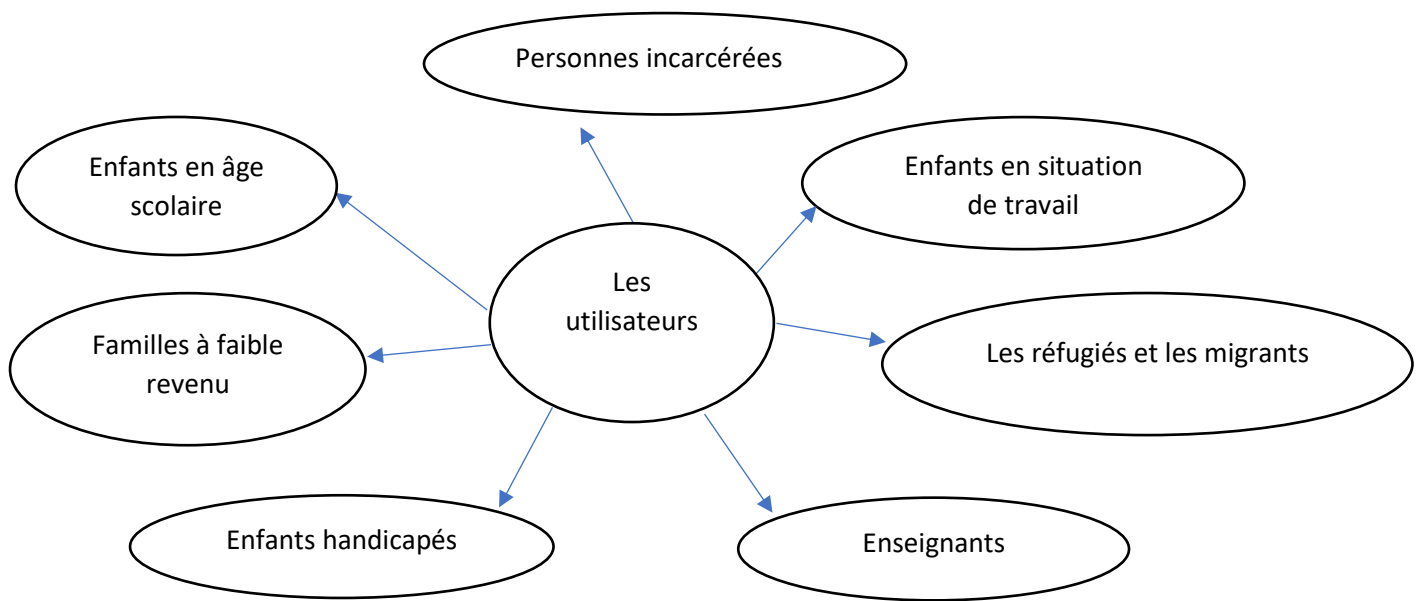 Personnes incarcérées
Enfants en âge
scolaire
Enfants en situation
de travail
Les
utilisateurs
Familles à faible
revenu
Les réfugiés et les migrants
Enfants handicapés
Enseignants